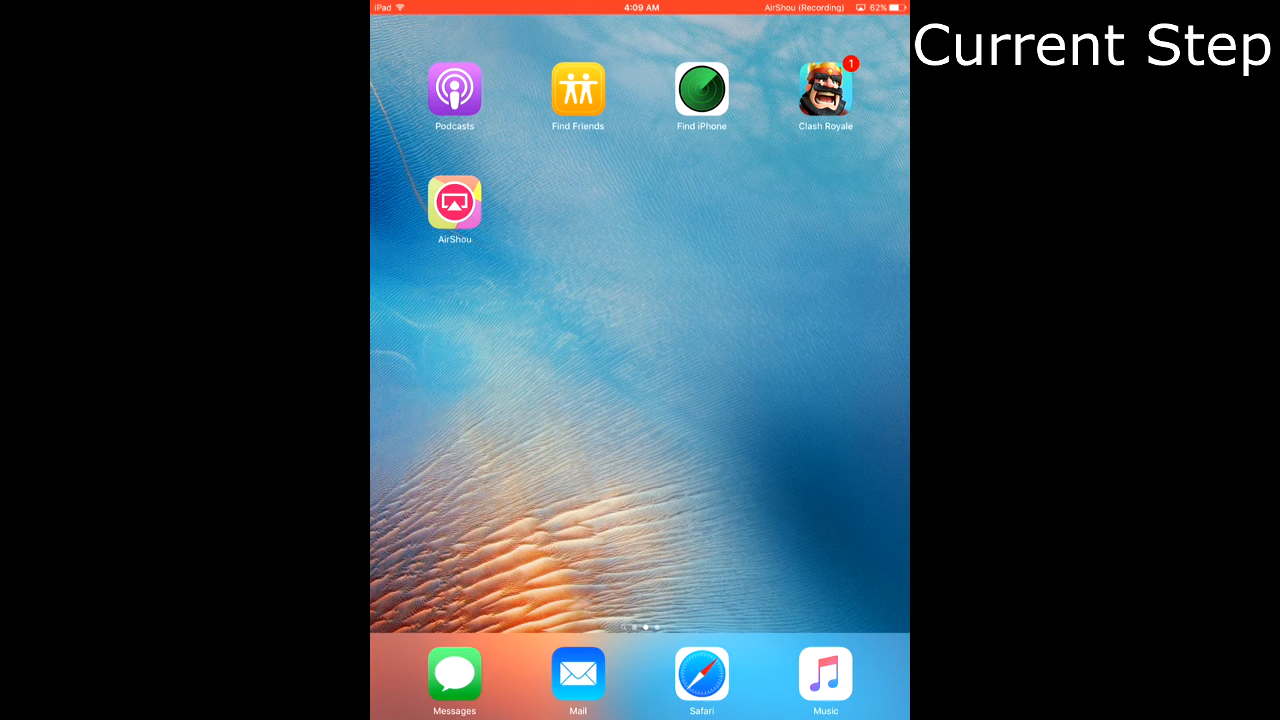 iPad 4:09 AM AirShou (Recording) 62%
Current Step
1
Podcasts Find Friends Find iPhone Clash Royale
AirShou
Messages Mail Safari Music